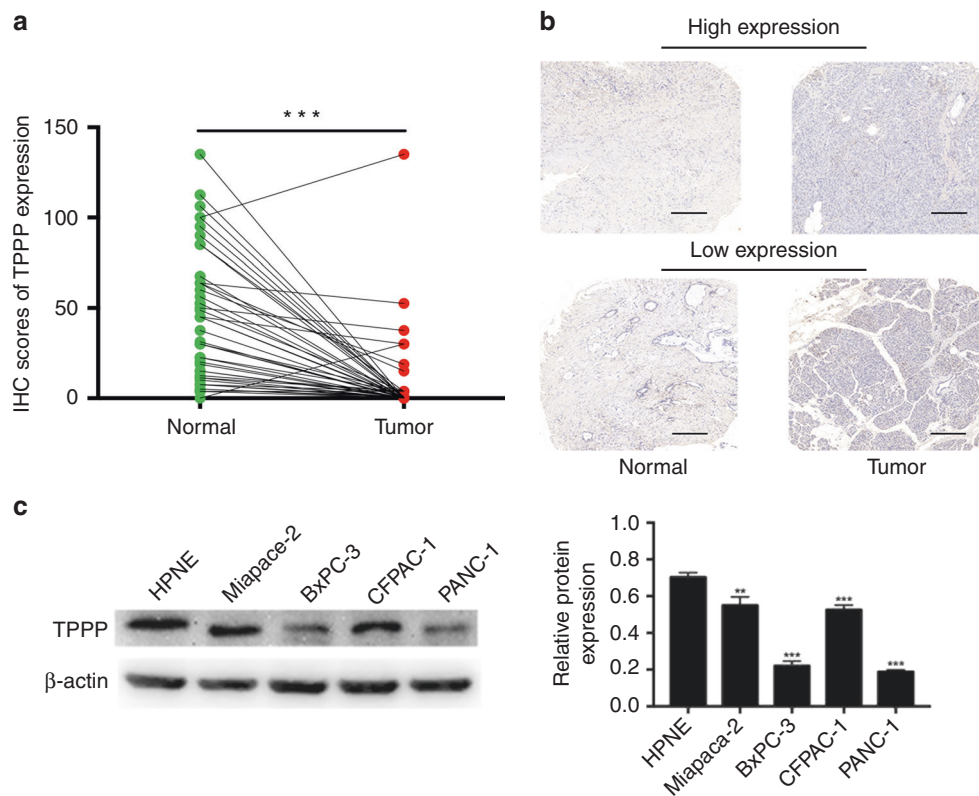 a
IHC scores of TPPP expression
150
100
50
0
***
Normal
Tumor
b
High expression
Low expression
Normal
Tumor
c
HPNE
Miapace-2
BxPC-3
CFPAC-1
PANC-1
TPPP
β-actin
Relative protein
expression
1.0
0.8
0.6
0.4
0.2
0.0
**
***
***
***
HPNE
Miapaca-2
BxPC-3
CFPAC-1
PANC-1